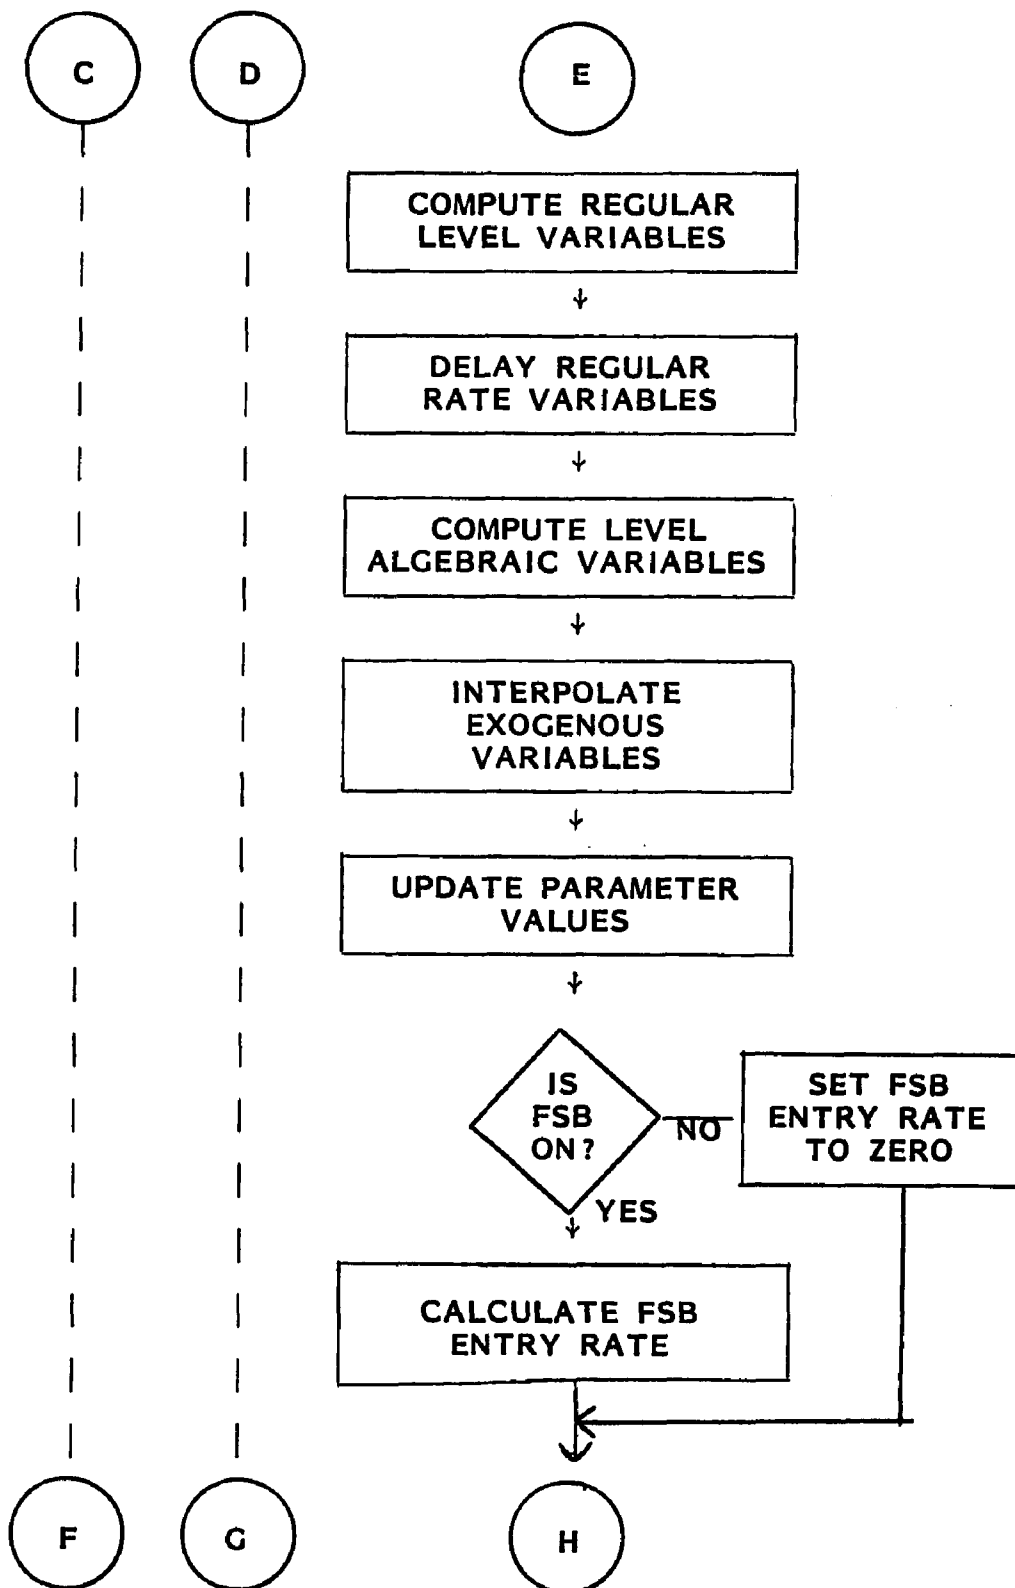 C
D
E
COMPUTE REGULAR
LEVEL VARIABLES
DELAY REGULAR
RATE VARIABLES
COMPUTE LEVEL
ALGEBRAIC VARIABLES
INTERPOLATE
EXOGENOUS
VARIABLES
UPDATE PARAMETER
VALUES
IS
FSB
ON?
NO
SET FSB
ENTRY RATE
TO ZERO
YES
CALCULATE FSB
ENTRY RATE
F
G
H